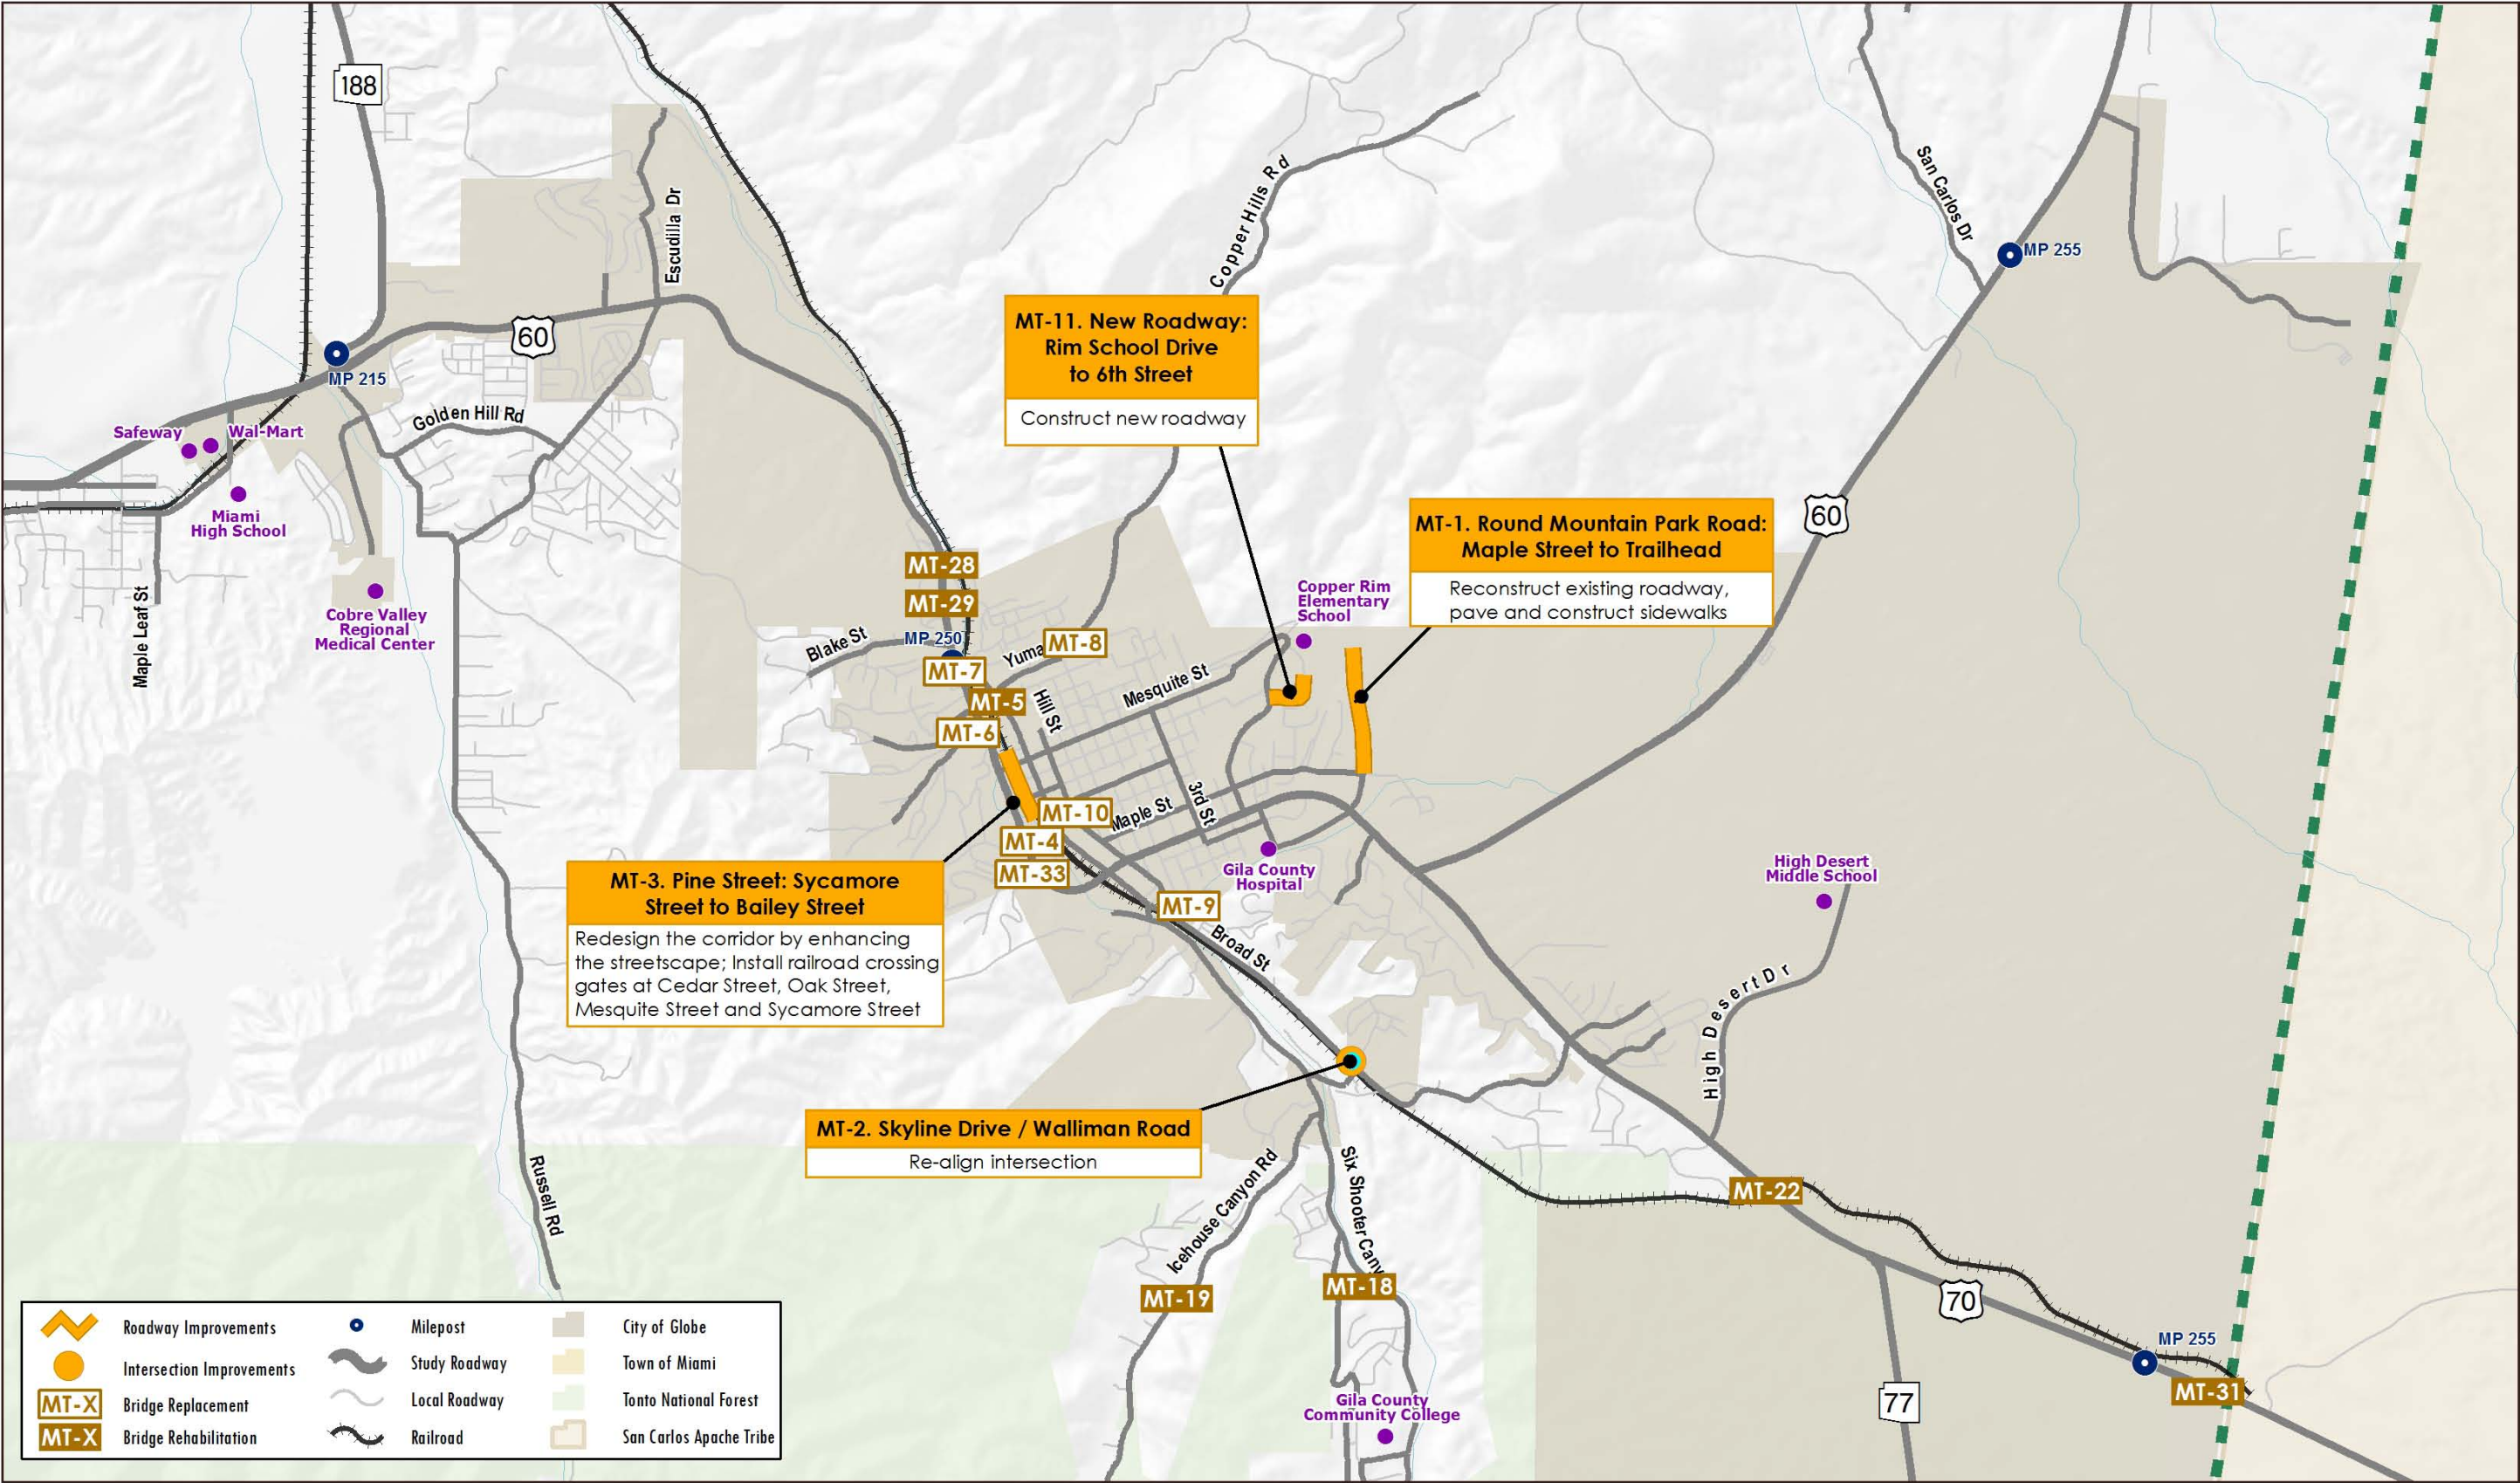 188
Escudilla Dr
60
MP 215
Golden Hill Rd
Safeway
Wal-Mart
Miami
High School
Maple Leaf St
Cobre Valley
Regional
Medical Center
Copper Hills Rd
San Carlos Dr
MP 255
60
MT-11. New Roadway:
Rim School Drive
to 6th Street
Construct new roadway
MT-1. Round Mountain Park Road:
Maple Street to Trailhead
Reconstruct existing roadway,
pave and construct sidewalks
Copper Rim
Elementary
School
MT-28
MT-29
MP 250
Blake St
Yuma
MT-8
MT-7
MT-5
MT-6
Hill St
Mesquite St
3rd St
MT-10
Maple St
MT-4
MT-33
MT-9
Gila County
Hospital
Broad St
High Desert
Middle School
High Desert Dr
MT-3. Pine Street: Sycamore
Street to Bailey Street
Redesign the corridor by enhancing
the streetscape; Install railroad crossing
gates at Cedar Street, Oak Street,
Mesquite Street and Sycamore Street
MT-2. Skyline Drive / Walliman Road
Re-align intersection
Russell Rd
Icehouse Canyon Rd
Six Shooter Cany
MT-19
MT-18
MT-22
70
77
MP 255
MT-31
Gila County
Community College
Roadway Improvements
Intersection Improvements
MT-X Bridge Replacement
MT-X Bridge Rehabilitation
Milepost
Study Roadway
Local Roadway
Railroad
City of Globe
Town of Miami
Tonto National Forest
San Carlos Apache Tribe